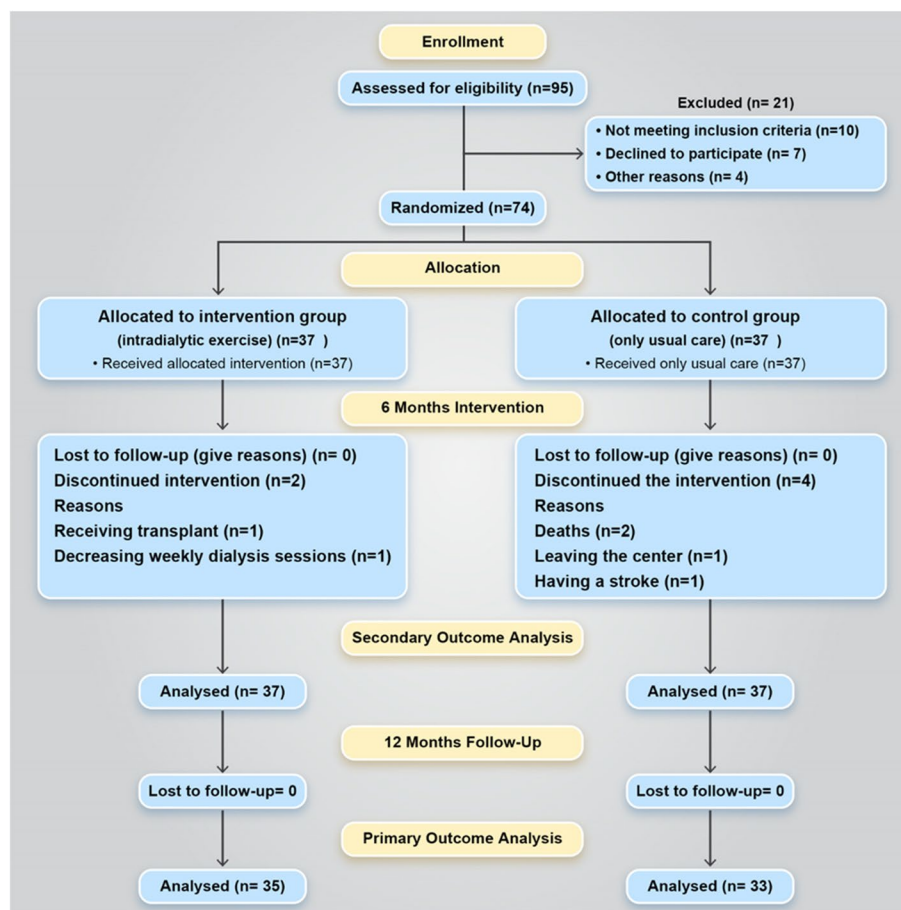 Enrollment
Assessed for eligibility (n=95)
Excluded (n= 21)
• Not meeting inclusion criteria (n=10)
• Declined to participate (n= 7)
• Other reasons (n= 4)
Randomized (n=74)
Allocation
Allocated to intervention group
(intradialytic exercise) (n=37 )
• Received allocated intervention (n=37)
Allocated to control group
(only usual care) (n=37 )
• Received only usual care (n=37)
6 Months Intervention
Lost to follow-up (give reasons) (n= 0)
Discontinued intervention (n=2)
Reasons
Receiving transplant (n=1)
Decreasing weekly dialysis sessions (n=1)
Lost to follow-up (give reasons) (n= 0)
Discontinued the intervention (n=4)
Reasons
Deaths (n=2)
Leaving the center (n=1)
Having a stroke (n=1)
Secondary Outcome Analysis
Analysed (n= 37)
Analysed (n= 37)
12 Months Follow-Up
Lost to follow-up= 0
Lost to follow-up= 0
Primary Outcome Analysis
Analysed (n= 35)
Analysed (n= 33)